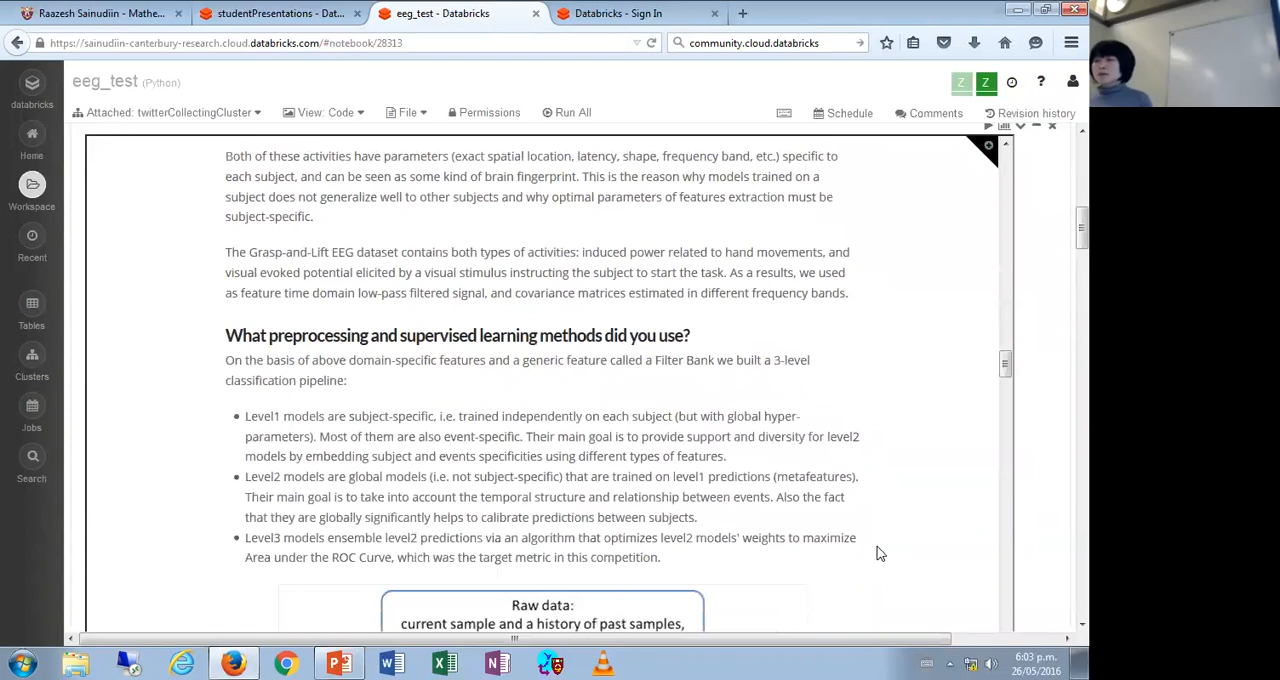 Raazesh Sainudiin - Mathe...
studentPresentations - Dat...
eeg_test - Databricks
Databricks - Sign In
https://sainudiin-canterbury-research.cloud.databricks.com/#notebook/28313
community.cloud.databricks
databricks
Home
Workspace
Recent
Tables
Clusters
Jobs
Search
eeg_test (Python)
Z
Z
?
Attached: twitterCollectingCluster
View: Code
File
Permissions
Run All
Schedule
Comments
Revision history
Both of these activities have parameters (exact spatial location, latency, shape, frequency band, etc.) specific to
each subject, and can be seen as some kind of brain fingerprint. This is the reason why models trained on a
subject does not generalize well to other subjects and why optimal parameters of features extraction must be
subject-specific.
The Grasp-and-Lift EEG dataset contains both types of activities: induced power related to hand movements, and
visual evoked potential elicited by a visual stimulus instructing the subject to start the task. As a results, we used
as feature time domain low-pass filtered signal, and covariance matrices estimated in different frequency bands.
What preprocessing and supervised learning methods did you use?
On the basis of above domain-specific features and a generic feature called a Filter Bank we built a 3-level
classification pipeline:
Level1 models are subject-specific, i.e. trained independently on each subject (but with global hyper-
parameters). Most of them are also event-specific. Their main goal is to provide support and diversity for level2
models by embedding subject and events specificities using different types of features.
Level2 models are global models (i.e. not subject-specific) that are trained on level1 predictions (metafeatures).
Their main goal is to take into account the temporal structure and relationship between events. Also the fact
that they are globally significantly helps to calibrate predictions between subjects.
Level3 models ensemble level2 predictions via an algorithm that optimizes level2 models' weights to maximize
Area under the ROC Curve, which was the target metric in this competition.
Raw data:
current sample and a history of past samples,
6:03 p.m.
26/05/2016